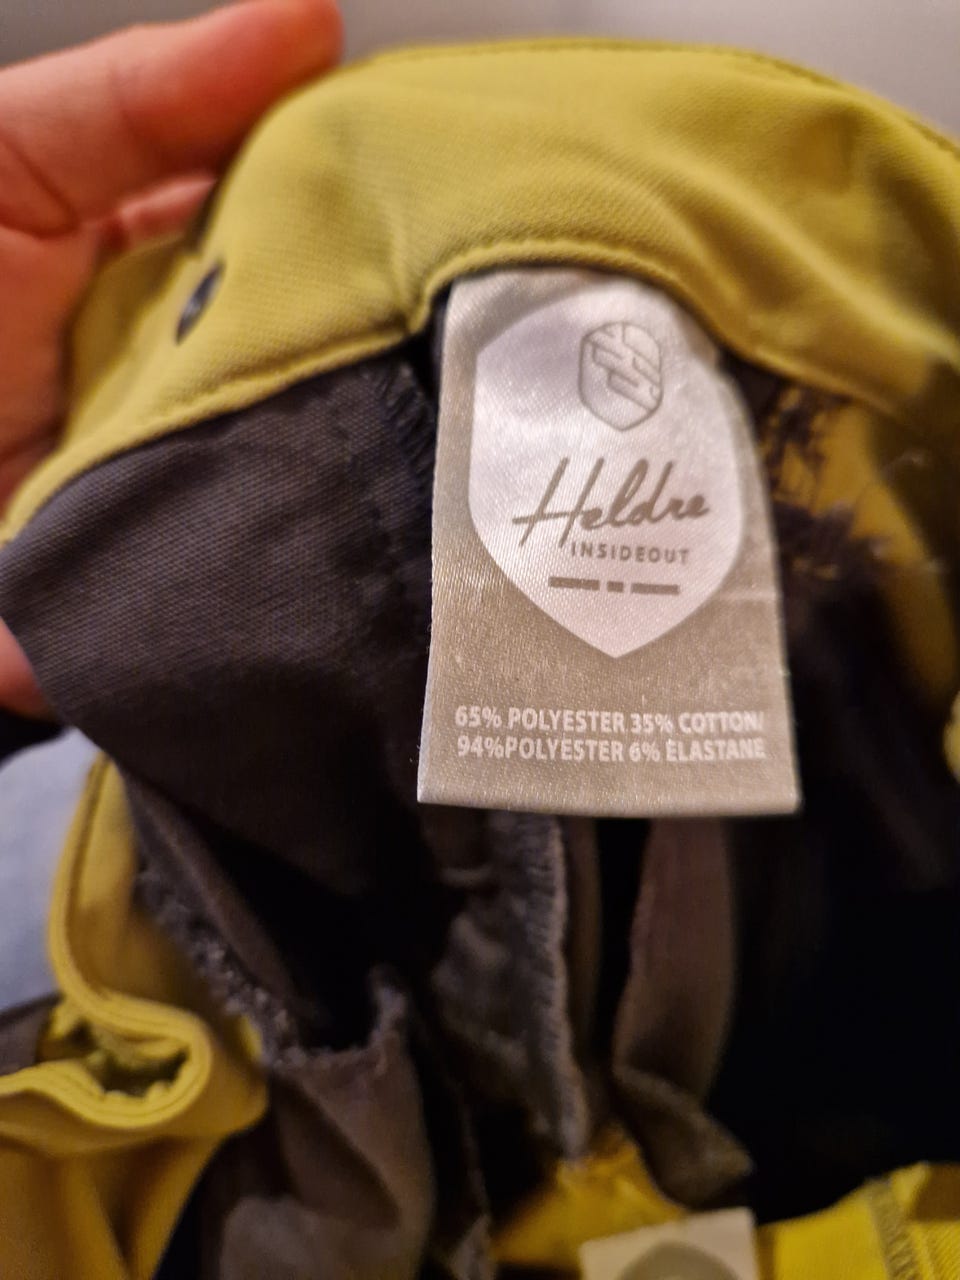 Heldre
INSIDEOUT
65% POLYESTER 35% COTTON/
94%POLYESTER 6% ELASTANE